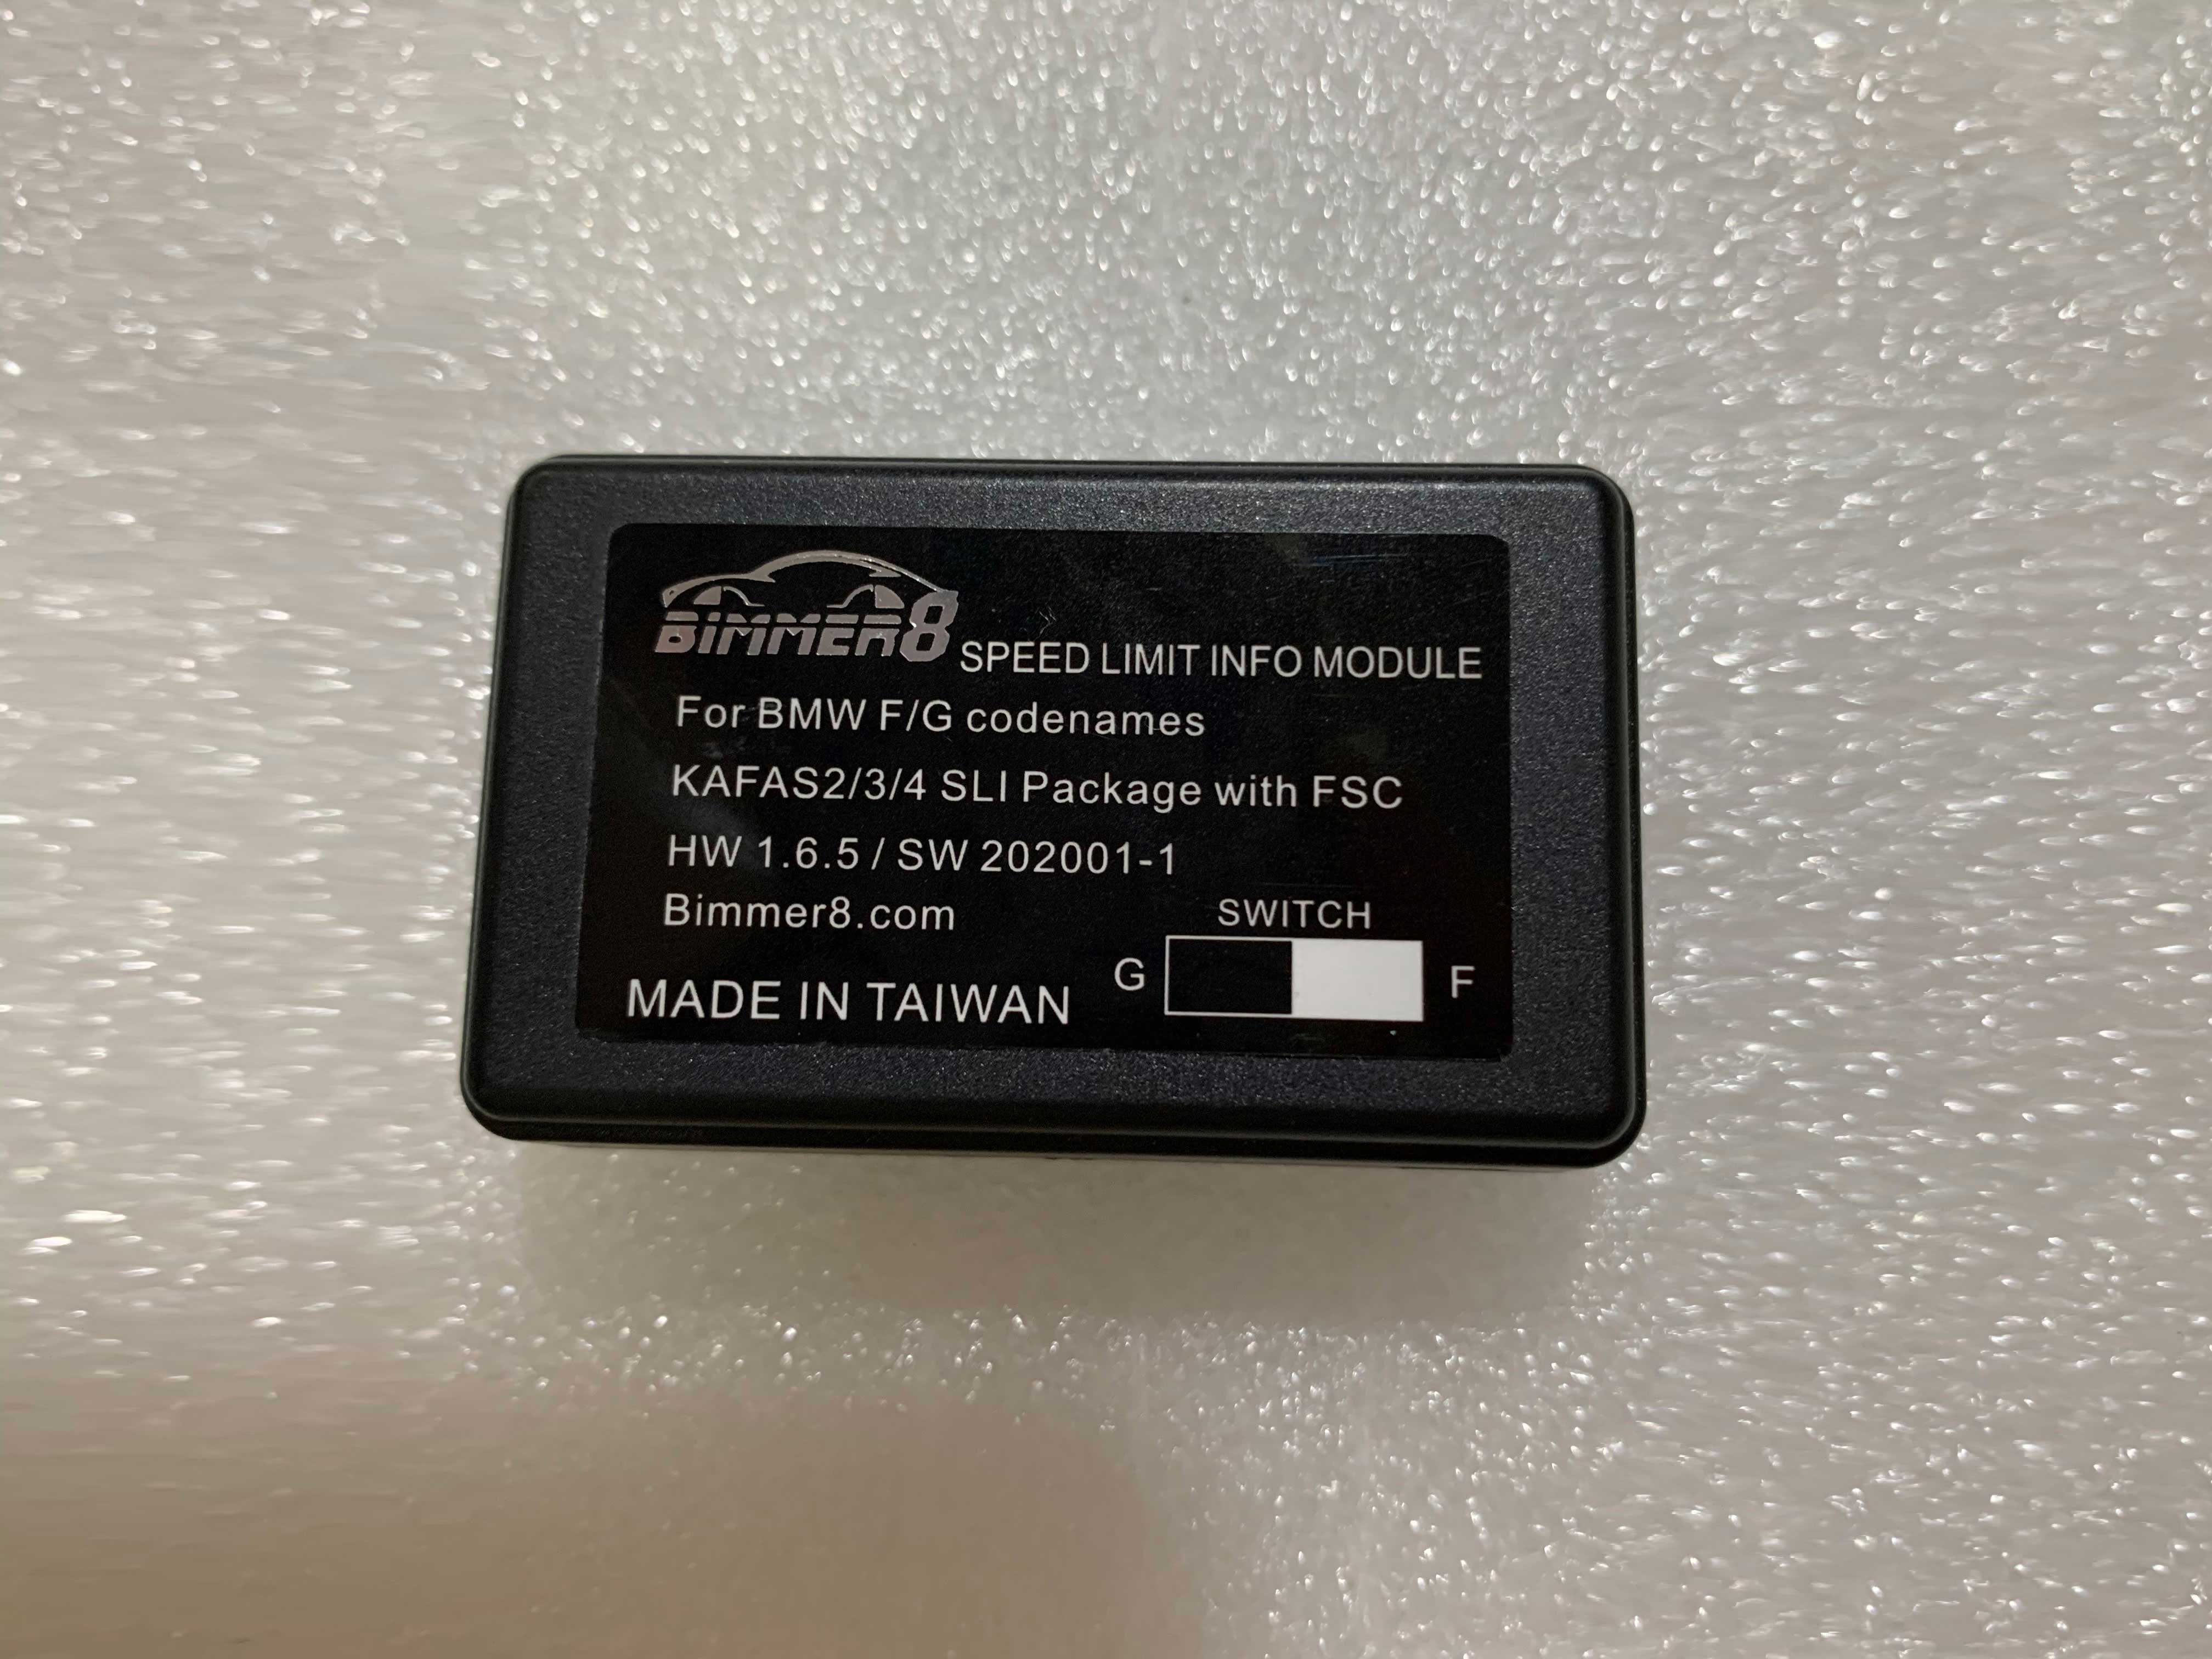 BiMMER8 SPEED LIMIT INFO MODULE
For BMW F/G codenames
KAFAS2/3/4 SLI Package with FSC
HW 1.6.5 / SW 202001-1
Bimmer8.com
SWITCH
G F
MADE IN TAIWAN